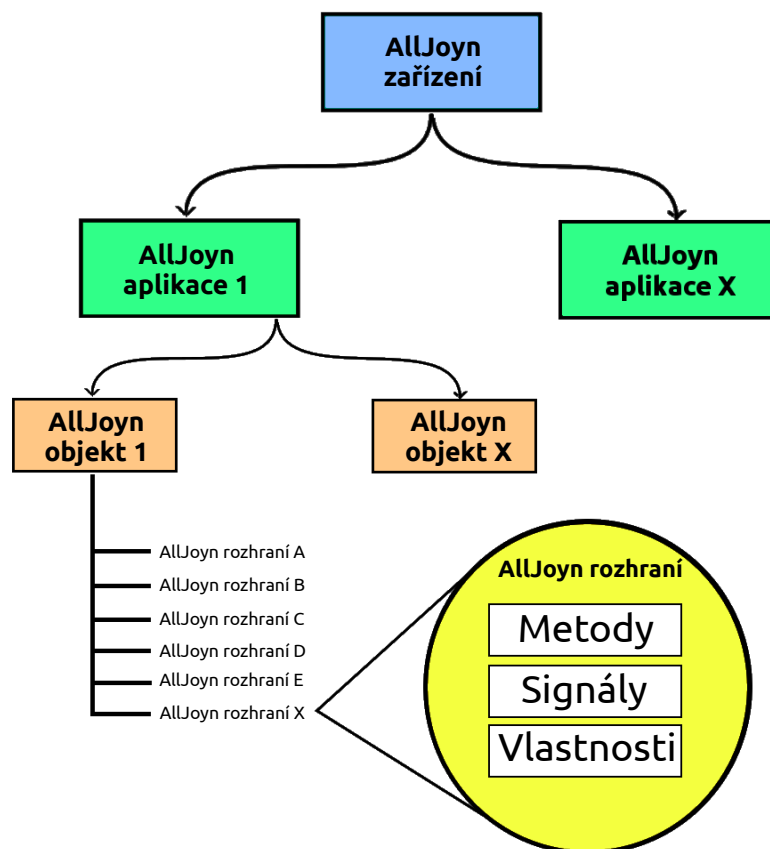 AllJoyn
zařízení
AllJoyn
aplikace 1
AllJoyn
aplikace X
AllJoyn
objekt 1
AllJoyn
objekt X
AllJoyn rozhraní A
AllJoyn rozhraní B
AllJoyn rozhraní C
AllJoyn rozhraní D
AllJoyn rozhraní E
AllJoyn rozhraní X
AllJoyn rozhraní
Metody
Signály
Vlastnosti